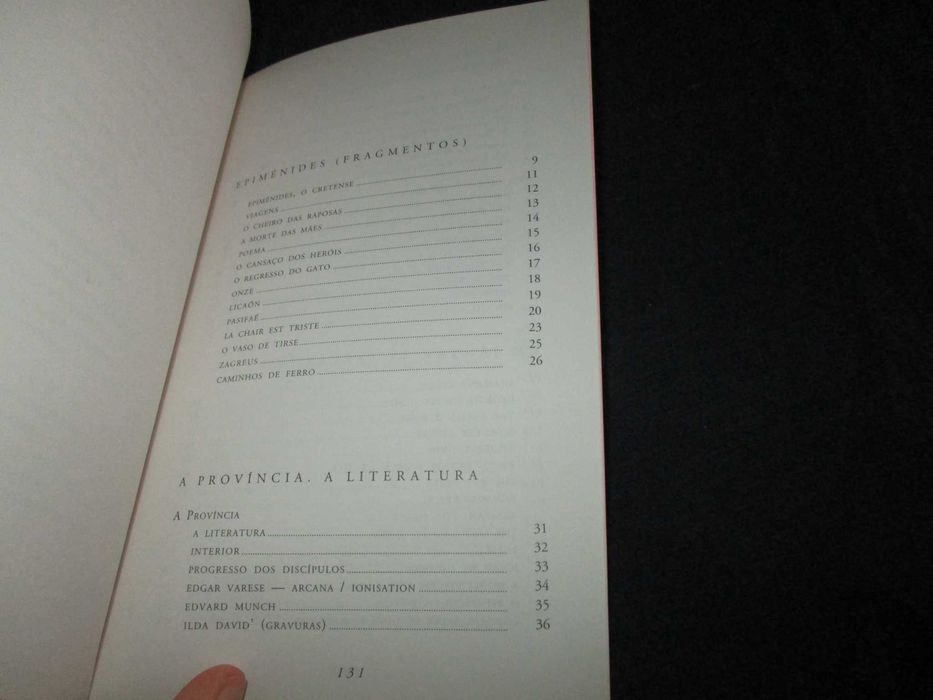 EPIMÉNIDES (FRAGMENTOS)
EPIMÉNIDES, O CRETENSE 9
VIAGENS 11
O CHEIRO DAS RAPOSAS 12
A MORTE DAS MÃES 13
POEMA 14
O CANSAÇO DOS HERÓIS 15
O REGRESSO DO GATO 16
ONZE 17
LICAÓN 18
PASIFAÉ 19
LA CHAIR EST TRISTE 20
O VASO DE TIRSE 23
ZAGREUS 25
CAMINHOS DE FERRO 26
A PROVÍNCIA. A LITERATURA
A PROVÍNCIA
A LITERATURA 31
INTERIOR 32
PROGRESSO DOS DISCÍPULOS 33
EDGAR VARESE — ARCANA / IONISATION 34
EDVARD MUNCH 35
ILDA DAVID' (GRAVURAS) 36
131